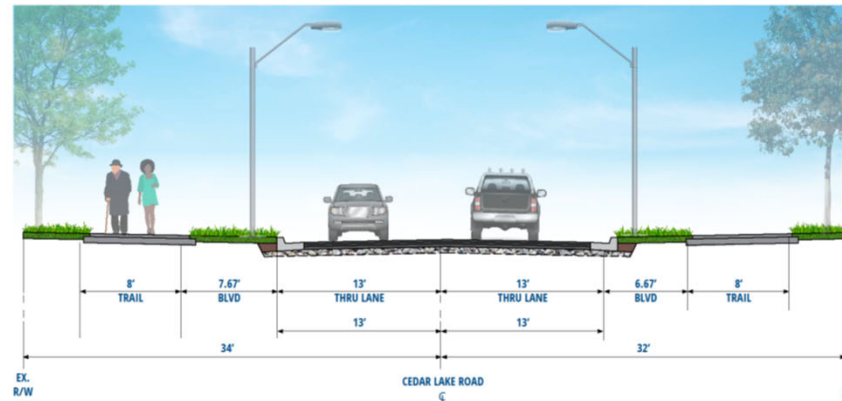 8' 7.67' 13' 13' 6.67' 8'
TRAIL BLVD THRU LANE THRU LANE BLVD TRAIL
13' 13'
34' 32'
EX.
R/W
CEDAR LAKE ROAD
℄